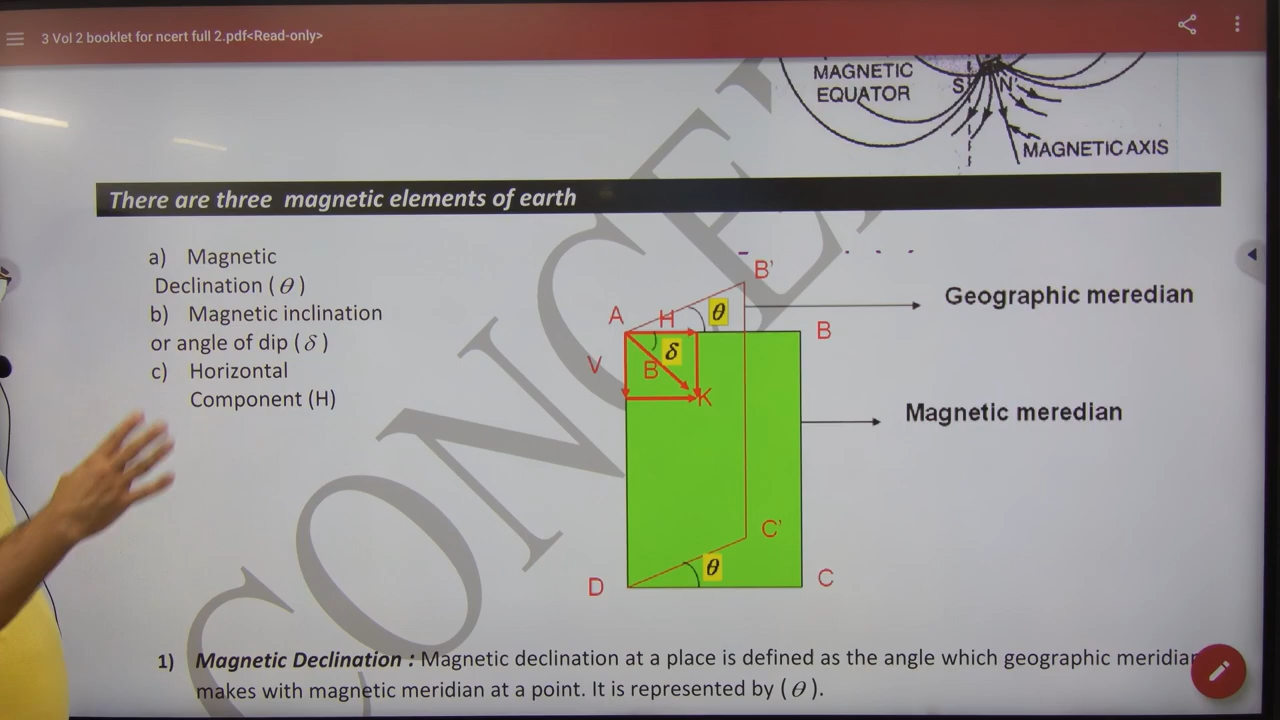 3 Vol 2 booklet for ncert full 2.pdf<Read-only>
MAGNETIC
EQUATOR
S N'
MAGNETIC AXIS
There are three magnetic elements of earth
a) Magnetic
Declination ( θ )
b) Magnetic inclination
or angle of dip ( δ )
c) Horizontal
Component (H)
B'
Geographic meredian
A H θ
B
V δ
B
K
Magnetic meredian
C'
θ
D
C
1) Magnetic Declination : Magnetic declination at a place is defined as the angle which geographic meridian
makes with magnetic meridian at a point. It is represented by ( θ ).
CONCE